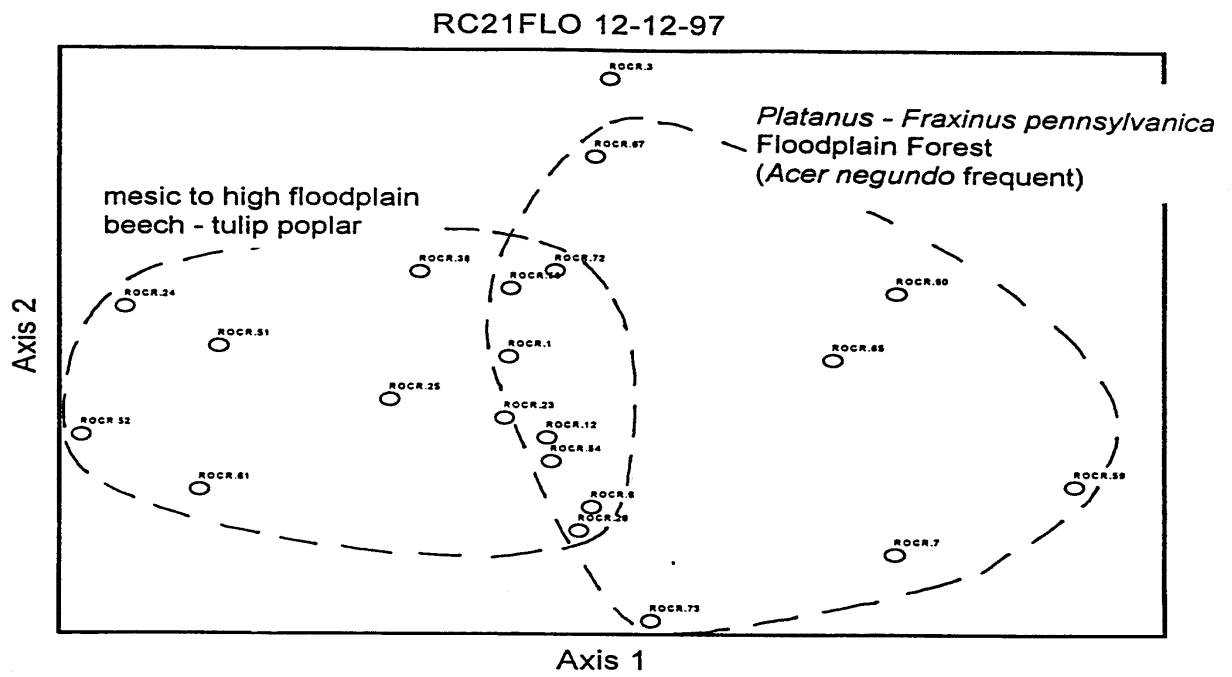 RC21FLO 12-12-97
ROCR.3
Platanus - Fraxinus pennsylvanica
Floodplain Forest
(Acer negundo frequent)
ROCR.67
mesic to high floodplain
beech - tulip poplar
ROCR.38
ROCR.72
ROCR.60
ROCR.24
ROCR.51
ROCR.1
ROCR.65
Axis 2
ROCR.25
ROCR.23
ROCR.12
ROCR.52
ROCR.54
ROCR.61
ROCR.6
ROCR.59
ROCR.26
ROCR.7
ROCR.73
Axis 1